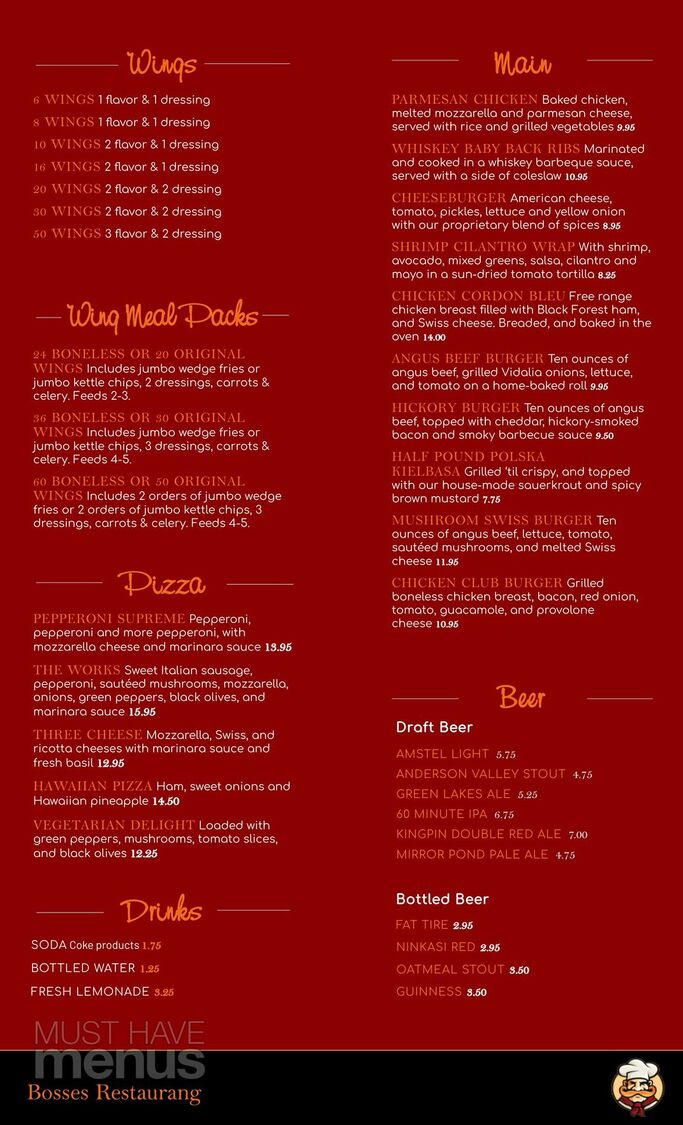 Wings
6 WINGS 1 flavor & 1 dressing
8 WINGS 1 flavor & 1 dressing
10 WINGS 2 flavor & 1 dressing
16 WINGS 2 flavor & 1 dressing
20 WINGS 2 flavor & 2 dressing
30 WINGS 2 flavor & 2 dressing
50 WINGS 3 flavor & 2 dressing
Wing Meal Packs
24 BONELESS OR 20 ORIGINAL
WINGS Includes jumbo wedge fries or
jumbo kettle chips, 2 dressings, carrots &
celery. Feeds 2-3.
36 BONELESS OR 30 ORIGINAL
WINGS Includes jumbo wedge fries or
jumbo kettle chips, 3 dressings, carrots &
celery. Feeds 4-5.
60 BONELESS OR 50 ORIGINAL
WINGS Includes 2 orders of jumbo wedge
fries or 2 orders of jumbo kettle chips, 3
dressings, carrots & celery. Feeds 4-5.
Pizza
PEPPERONI SUPREME Pepperoni,
pepperoni and more pepperoni, with
mozzarella cheese and marinara sauce 13.95
THE WORKS Sweet Italian sausage,
pepperoni, sautéed mushrooms, mozzarella,
onions, green peppers, black olives, and
marinara sauce 15.95
THREE CHEESE Mozzarella, Swiss, and
ricotta cheeses with marinara sauce and
fresh basil 12.95
HAWAIIAN PIZZA Ham, sweet onions and
Hawaiian pineapple 14.50
VEGETARIAN DELIGHT Loaded with
green peppers, mushrooms, tomato slices,
and black olives 12.25
Drinks
SODA Coke products 1.75
BOTTLED WATER 1.25
FRESH LEMONADE 3.25
Main
PARMESAN CHICKEN Baked chicken,
melted mozzarella and parmesan cheese,
served with rice and grilled vegetables 9.95
WHISKEY BABY BACK RIBS Marinated
and cooked in a whiskey barbeque sauce,
served with a side of coleslaw 10.95
CHEESEBURGER American cheese,
tomato, pickles, lettuce and yellow onion
with our proprietary blend of spices 8.95
SHRIMP CILANTRO WRAP With shrimp,
avocado, mixed greens, salsa, cilantro and
mayo in a sun-dried tomato tortilla 8.25
CHICKEN CORDON BLEU Free range
chicken breast filled with Black Forest ham,
and Swiss cheese. Breaded, and baked in the
oven 14.00
ANGUS BEEF BURGER Ten ounces of
angus beef, grilled Vidalia onions, lettuce,
and tomato on a home-baked roll 9.95
HICKORY BURGER Ten ounces of angus
beef, topped with cheddar, hickory-smoked
bacon and smoky barbecue sauce 9.50
HALF POUND POLSKA
KIELBASA Grilled 'til crispy, and topped
with our house-made sauerkraut and spicy
brown mustard 7.75
MUSHROOM SWISS BURGER Ten
ounces of angus beef, lettuce, tomato,
sautéed mushrooms, and melted Swiss
cheese 11.95
CHICKEN CLUB BURGER Grilled
boneless chicken breast, bacon, red onion,
tomato, guacamole, and provolone
cheese 10.95
Beer
Draft Beer
AMSTEL LIGHT 5.75
ANDERSON VALLEY STOUT 4.75
GREEN LAKES ALE 5.25
60 MINUTE IPA 6.75
KINGPIN DOUBLE RED ALE 7.00
MIRROR POND PALE ALE 4.75
Bottled Beer
FAT TIRE 2.95
NINKASI RED 2.95
OATMEAL STOUT 3.50
GUINNESS 3.50
MUST HAVE
menus
Bosses Restaurang